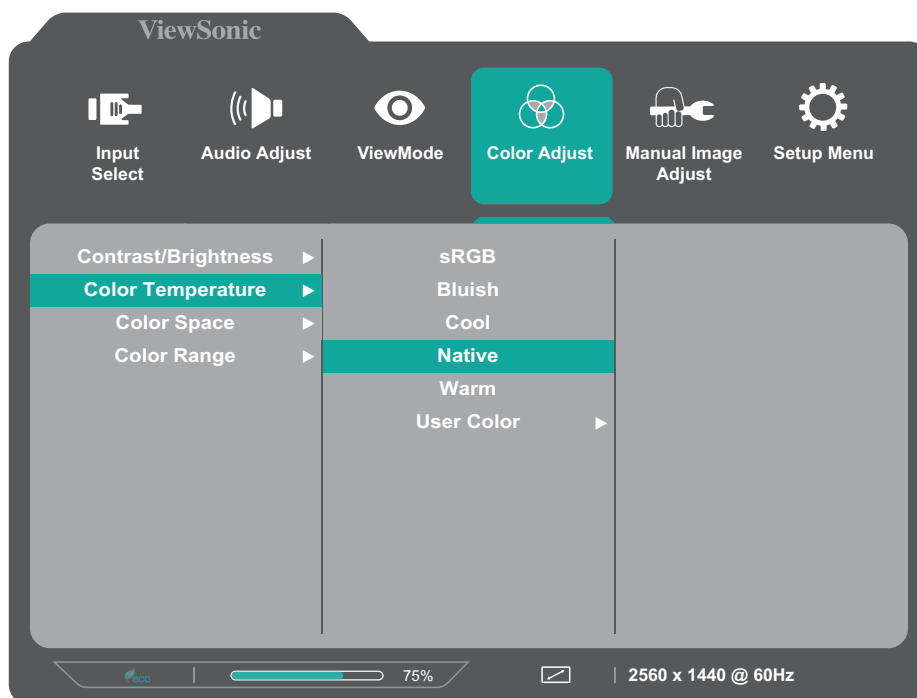 ViewSonic
Input Select
Audio Adjust
ViewMode
Color Adjust
Manual Image Adjust
Setup Menu
Contrast/Brightness
Color Temperature
Color Space
Color Range
sRGB
Bluish
Cool
Native
Warm
User Color
eco
75%
2560 x 1440 @ 60Hz